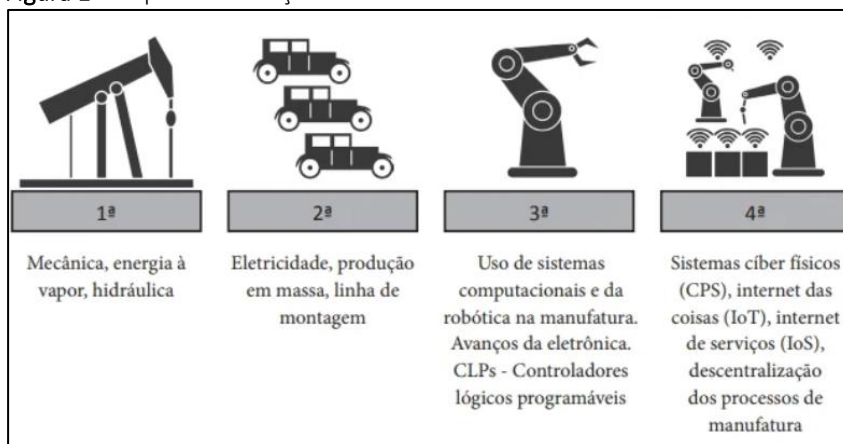 1ª
2ª
3ª
4ª
Mecânica, energia à
vapor, hidráulica
Eletricidade, produção
em massa, linha de
montagem
Uso de sistemas
computacionais e da
robótica na manufatura.
Avanços da eletrônica.
CLPs - Controladores
lógicos programáveis
Sistemas cíber físicos
(CPS), internet das
coisas (IoT), internet
de serviços (IoS),
descentralização
dos processos de
manufatura